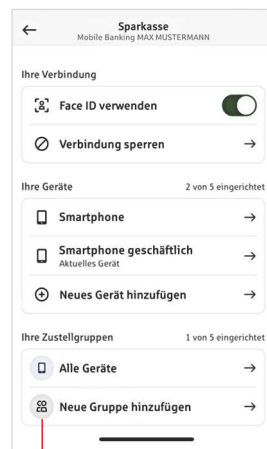 Sparkasse
Mobile Banking MAX MUSTERMANN
Ihre Verbindung
Face ID verwenden
Verbindung sperren
Ihre Geräte 2 von 5 eingerichtet
Smartphone
Smartphone geschäftlich
Aktuelles Gerät
Neues Gerät hinzufügen
Ihre Zustellgruppen 1 von 5 eingerichtet
Alle Geräte
Neue Gruppe hinzufügen